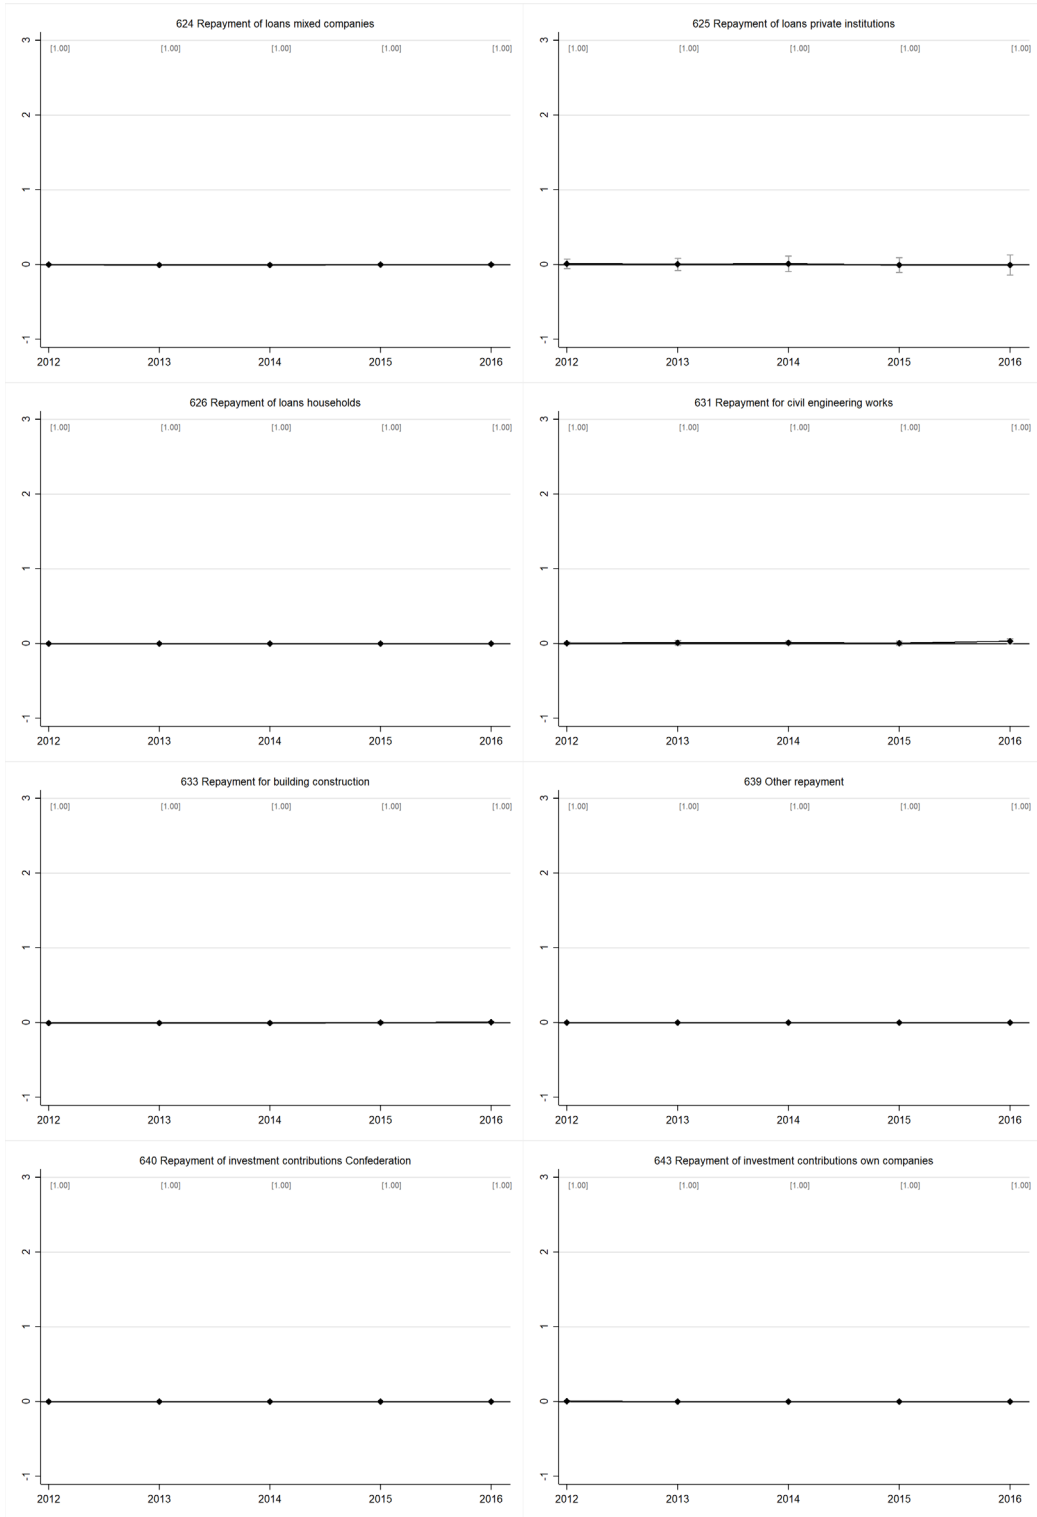 624 Repayment of loans mixed companies
[1.00] [1.00] [1.00] [1.00] [1.00]
3
2
1
0
-1
2012 2013 2014 2015 2016
625 Repayment of loans private institutions
[1.00] [1.00] [1.00] [1.00] [1.00]
3
2
1
0
-1
2012 2013 2014 2015 2016
626 Repayment of loans households
[1.00] [1.00] [1.00] [1.00] [1.00]
3
2
1
0
-1
2012 2013 2014 2015 2016
631 Repayment for civil engineering works
[1.00] [1.00] [1.00] [1.00] [1.00]
3
2
1
0
-1
2012 2013 2014 2015 2016
633 Repayment for building construction
[1.00] [1.00] [1.00] [1.00] [1.00]
3
2
1
0
-1
2012 2013 2014 2015 2016
639 Other repayment
[1.00] [1.00] [1.00] [1.00] [1.00]
3
2
1
0
-1
2012 2013 2014 2015 2016
640 Repayment of investment contributions Confederation
[1.00] [1.00] [1.00] [1.00] [1.00]
3
2
1
0
-1
2012 2013 2014 2015 2016
643 Repayment of investment contributions own companies
[1.00] [1.00] [1.00] [1.00] [1.00]
3
2
1
0
-1
2012 2013 2014 2015 2016